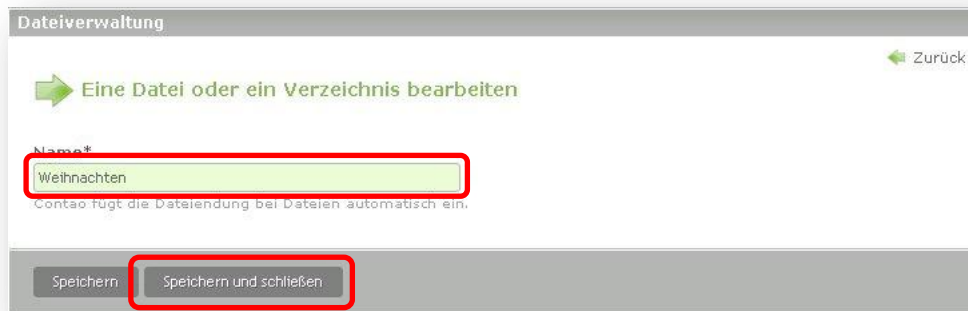 Dateiverwaltung
Zurück
Eine Datei oder ein Verzeichnis bearbeiten
Name*
Weihnachten
Contao fügt die Dateiendung bei Dateien automatisch ein.
Speichern
Speichern und schließen